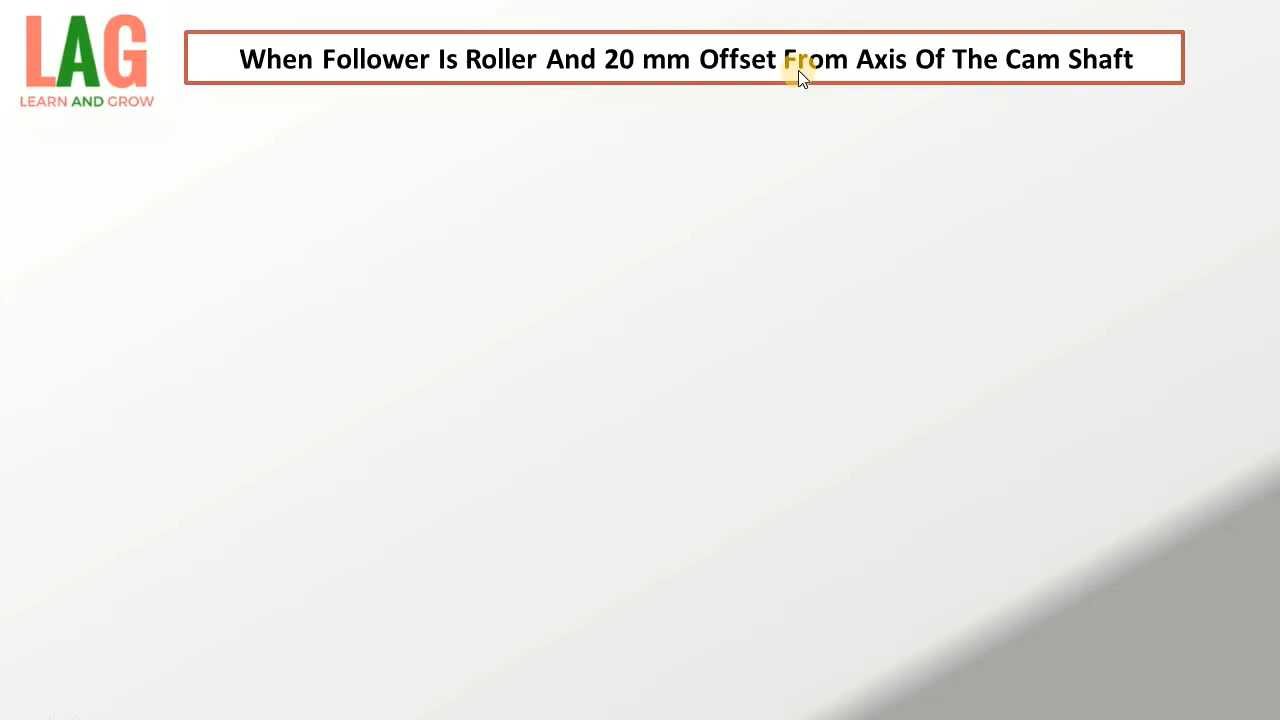 LAG
LEARN AND GROW
When Follower Is Roller And 20 mm Offset From Axis Of The Cam Shaft